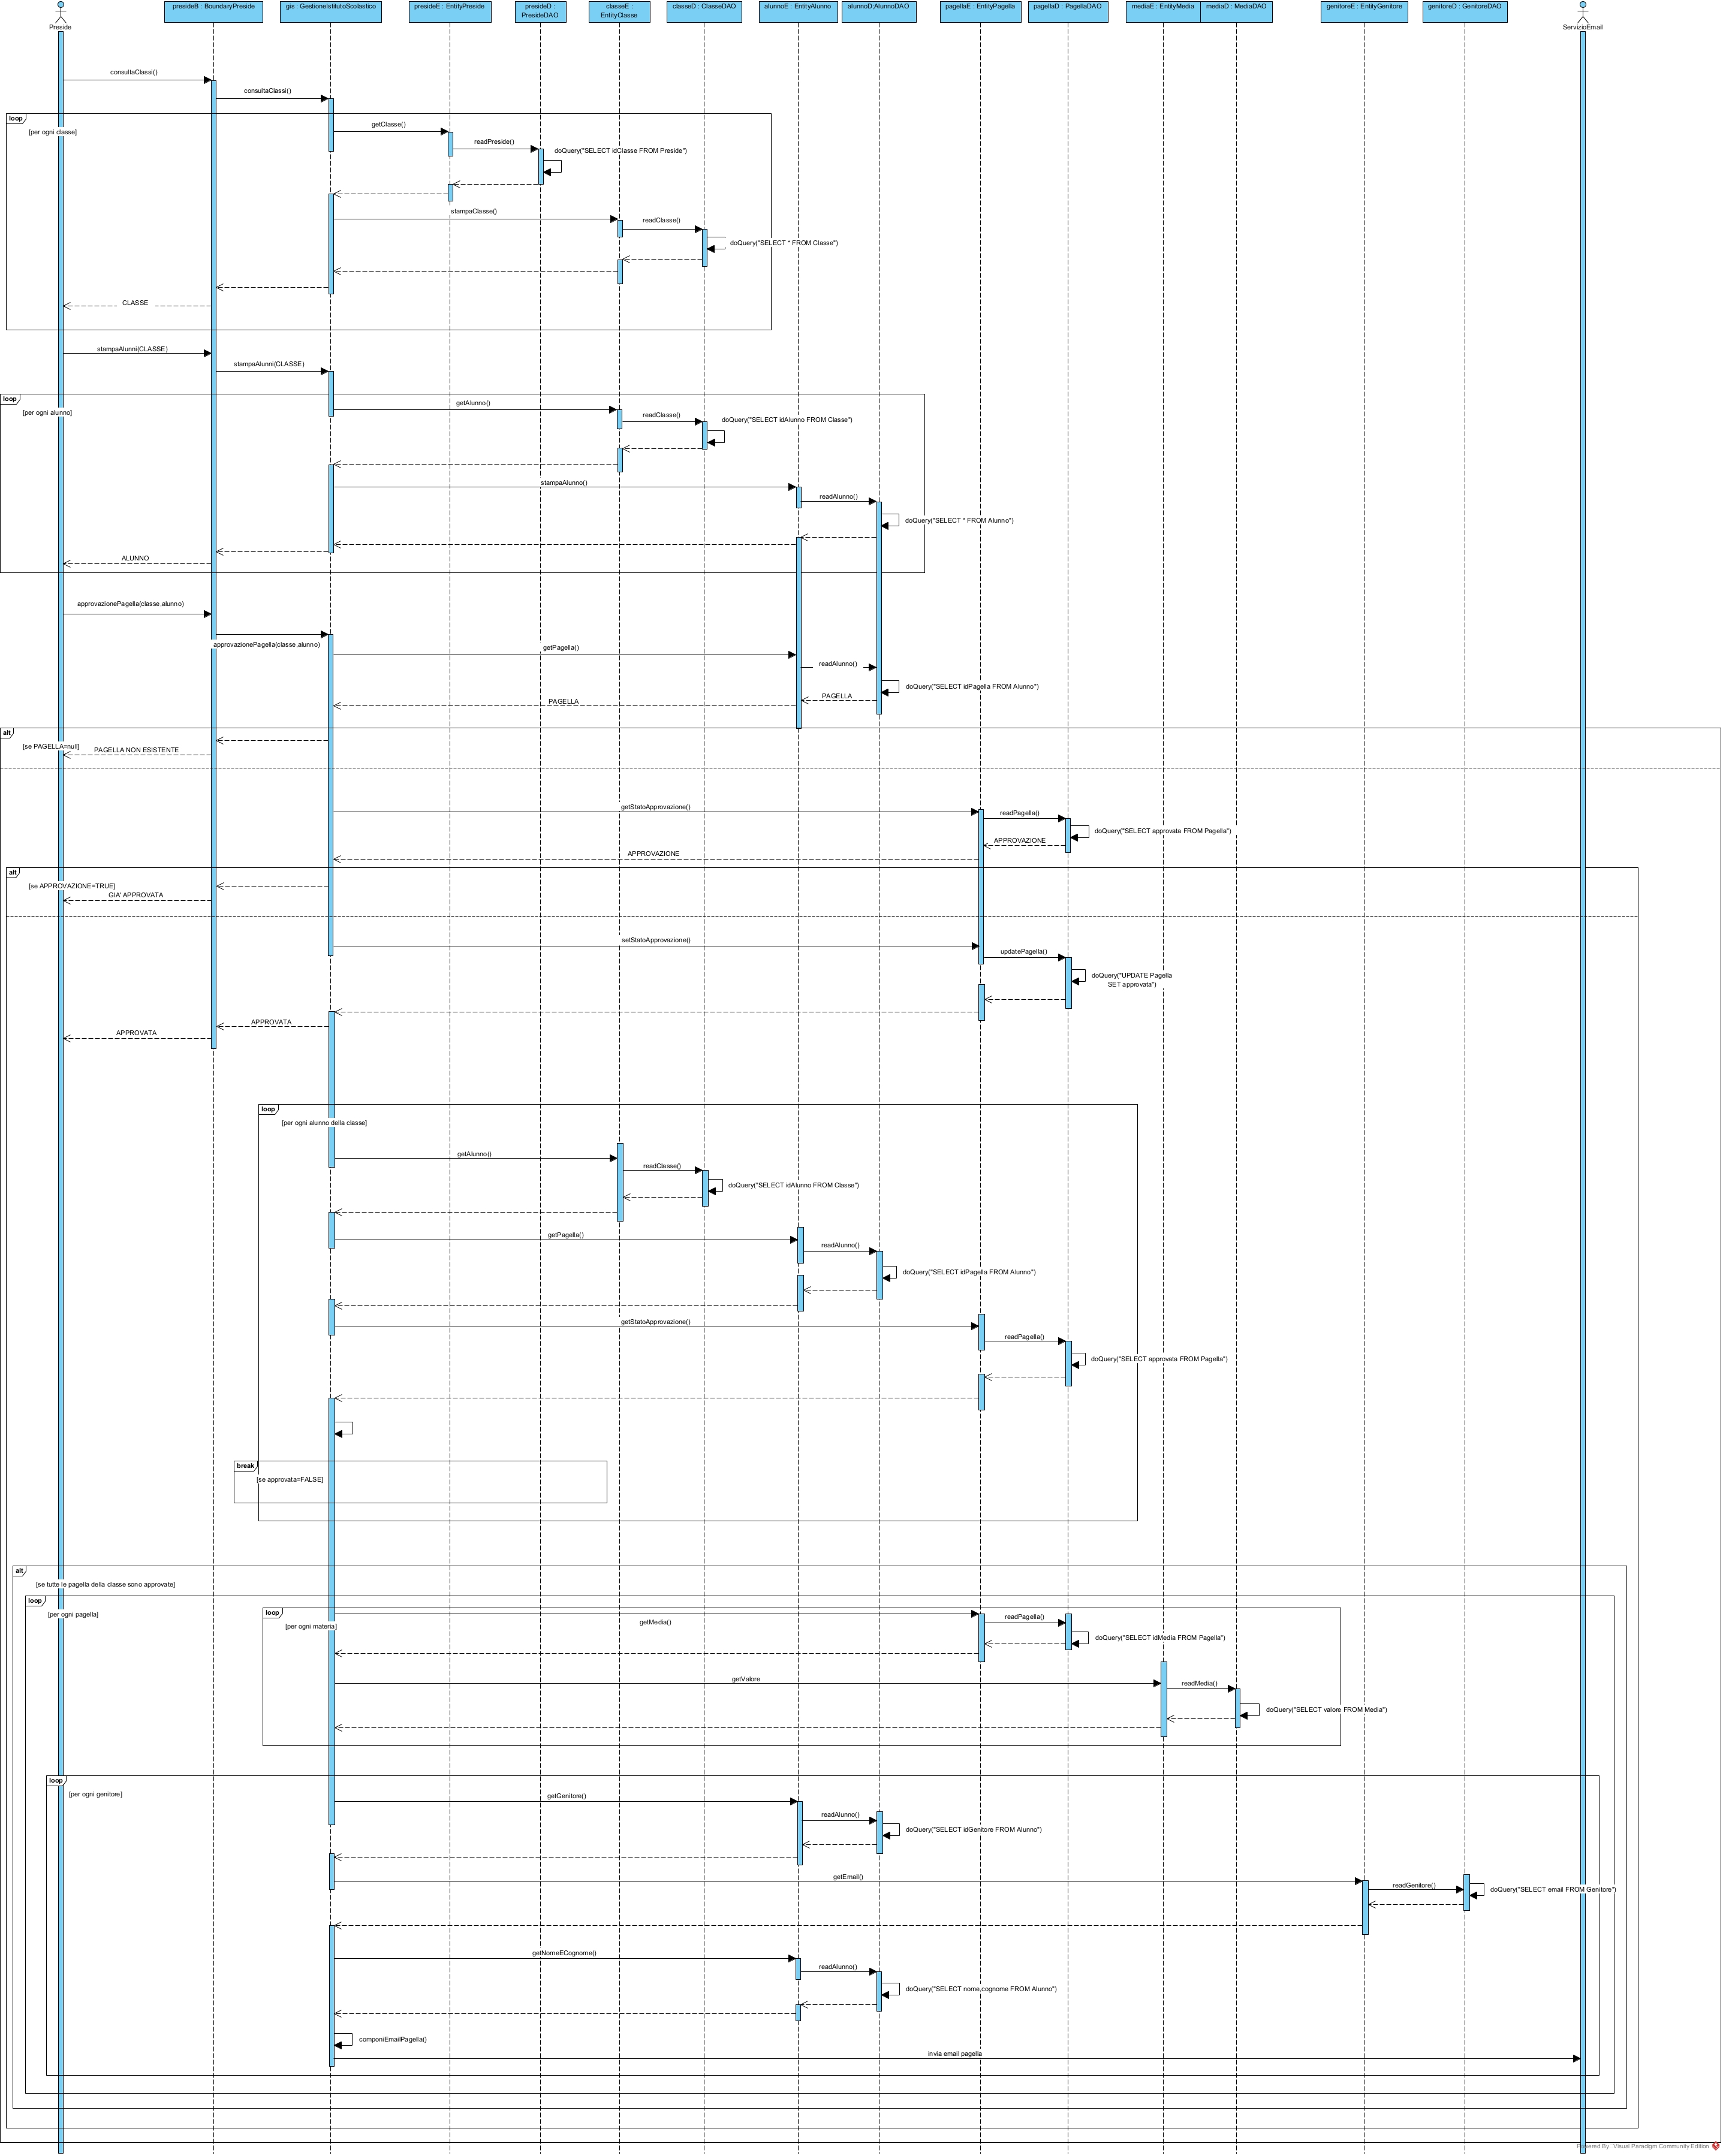 Preside
presideB : BoundaryPreside
gis : GestioneIstitutoScolastico
presideE : EntityPreside
presideD :
PresideDAO
classeE :
EntityClasse
classeD : ClasseDAO
alunnoE : EntityAlunno
alunnoD:AlunnoDAO
pagellaE : EntityPagella
pagellaD : PagellaDAO
mediaE : EntityMedia
mediaD : MediaDAO
genitoreE : EntityGenitore
genitoreD : GenitoreDAO
ServizioEmail
consultaClassi()
consultaClassi()
loop
[per ogni classe]
getClasse()
readPreside()
doQuery("SELECT idClasse FROM Preside")
stampaClasse()
readClasse()
doQuery("SELECT * FROM Classe")
CLASSE
stampaAlunni(CLASSE)
stampaAlunni(CLASSE)
loop
[per ogni alunno]
getAlunno()
readClasse()
doQuery("SELECT idAlunno FROM Classe")
stampaAlunno()
readAlunno()
doQuery("SELECT * FROM Alunno")
ALUNNO
approvazionePagella(classe,alunno)
approvazionePagella(classe,alunno)
getPagella()
readAlunno()
doQuery("SELECT idPagella FROM Alunno")
PAGELLA
PAGELLA
alt
[se PAGELLA=null]
PAGELLA NON ESISTENTE
getStatoApprovazione()
readPagella()
doQuery("SELECT approvata FROM Pagella")
APPROVAZIONE
APPROVAZIONE
alt
[se APPROVAZIONE=TRUE]
GIA' APPROVATA
setStatoApprovazione()
updatePagella()
doQuery("UPDATE Pagella
SET approvata")
APPROVATA
APPROVATA
loop
[per ogni alunno della classe]
getAlunno()
readClasse()
doQuery("SELECT idAlunno FROM Classe")
getPagella()
readAlunno()
doQuery("SELECT idPagella FROM Alunno")
getStatoApprovazione()
readPagella()
doQuery("SELECT approvata FROM Pagella")
break
[se approvata=FALSE]
alt
[se tutte le pagella della classe sono approvate]
loop
[per ogni pagella]
loop
[per ogni materia]
getMedia()
readPagella()
doQuery("SELECT idMedia FROM Pagella")
getValore
readMedia()
doQuery("SELECT valore FROM Media")
loop
[per ogni genitore]
getGenitore()
readAlunno()
doQuery("SELECT idGenitore FROM Alunno")
getEmail()
readGenitore()
doQuery("SELECT email FROM Genitore")
getNomeECognome()
readAlunno()
doQuery("SELECT nome,cognome FROM Alunno")
componiEmailPagella()
invia email pagella
Powered By Visual Paradigm Community Edition